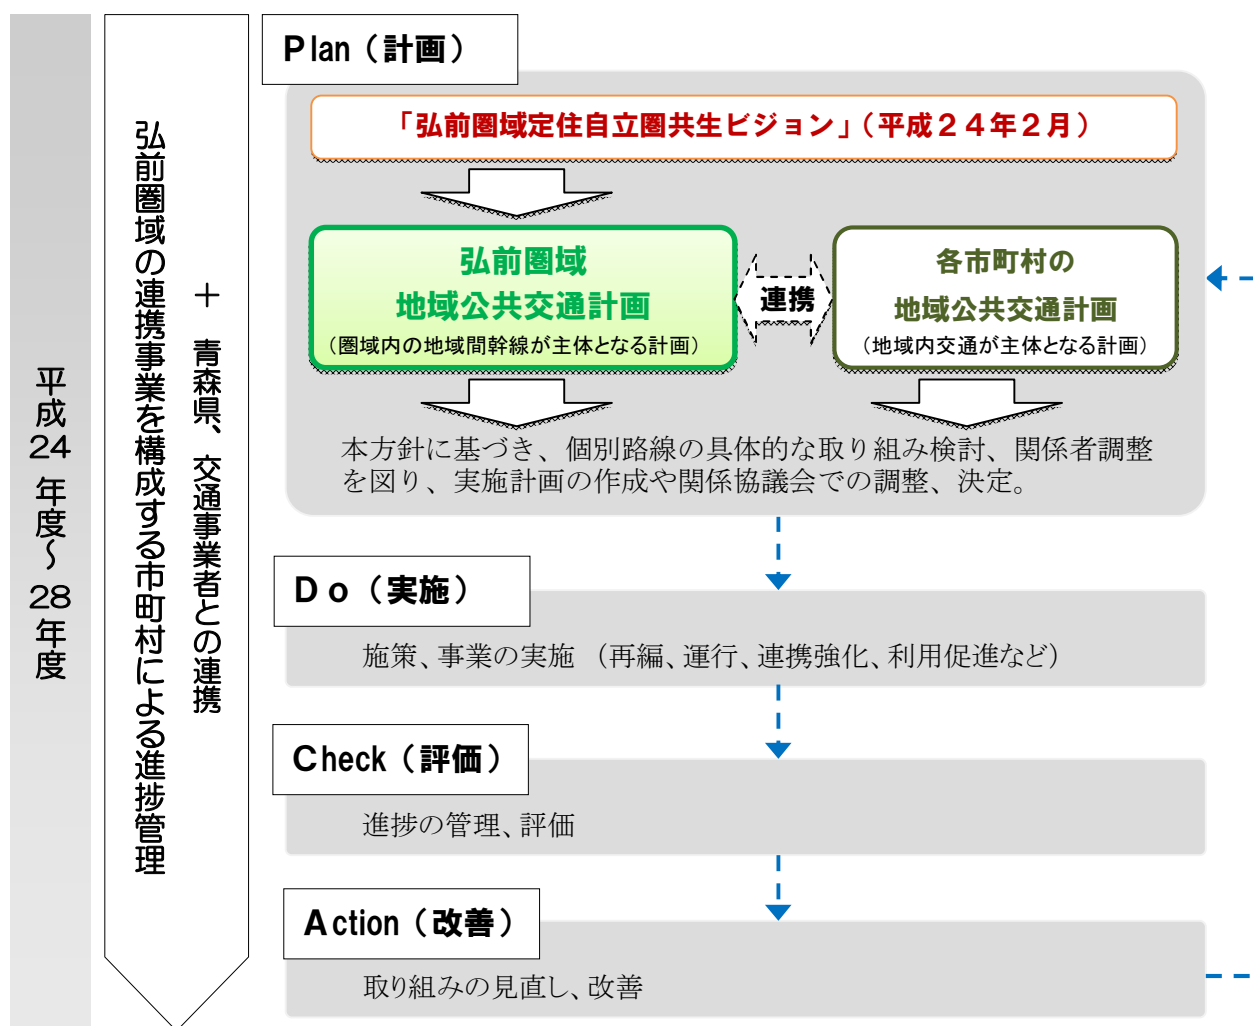 平成24年度～28年度
弘前圏域の連携事業を構成する市町村による進捗管理
＋ 青森県、交通事業者との連携
Plan（計画）
「弘前圏域定住自立圏共生ビジョン」（平成２４年２月）
弘前圏域
地域公共交通計画
（圏域内の地域間幹線が主体となる計画）
連携
各市町村の
地域公共交通計画
（地域内交通が主体となる計画）
本方針に基づき、個別路線の具体的な取り組み検討、関係者調整
を図り、実施計画の作成や関係協議会での調整、決定。
Ｄｏ（実施）
施策、事業の実施 （再編、運行、連携強化、利用促進など）
Check（評価）
進捗の管理、評価
Action（改善）
取り組みの見直し、改善